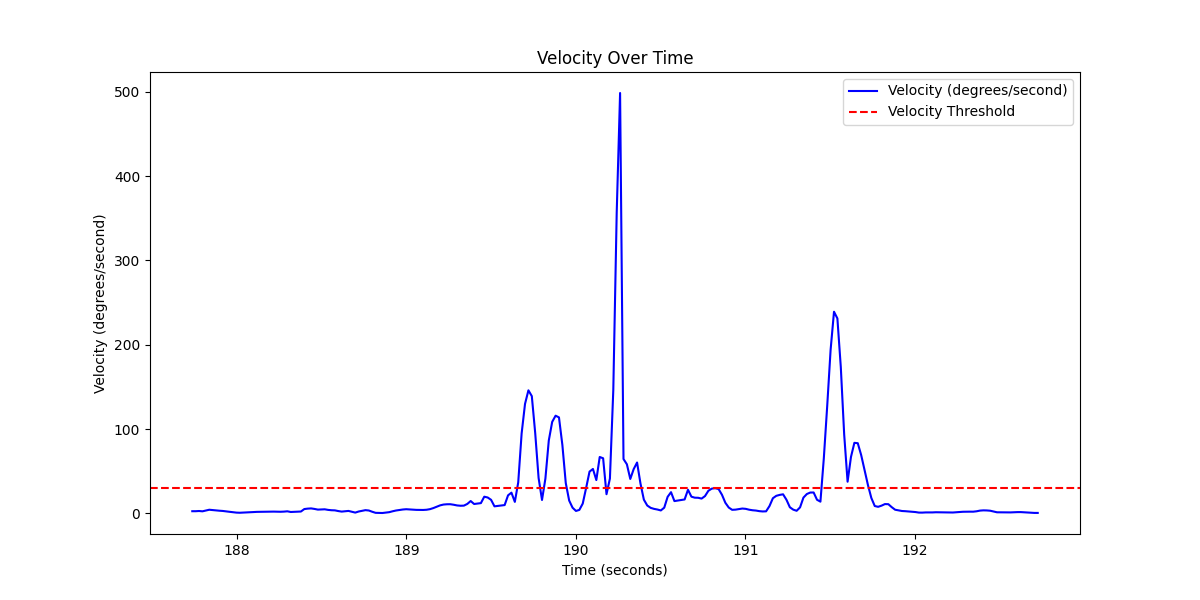 Velocity Over Time
Velocity (degrees/second)
Velocity Threshold
500
400
300
200
100
0
Velocity (degrees/second)
188 189 190 191 192
Time (seconds)